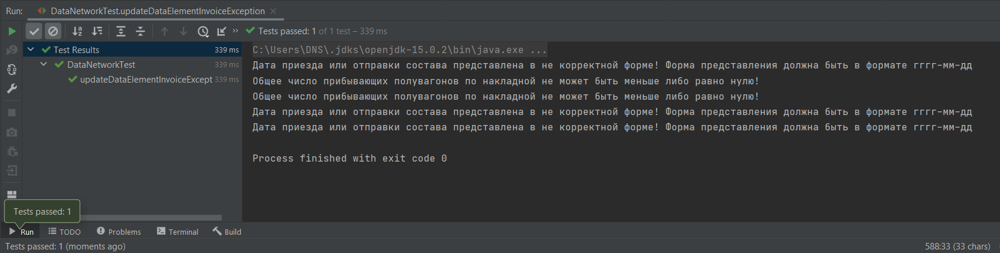 Run: DataNetworkTest.updateDataElementInvoiceException
Tests passed: 1 of 1 test – 339 ms
Test Results 339 ms
DataNetworkTest 339 ms
updateDataElementInvoiceExcept 339 ms
C:\Users\DNS\.jdks\openjdk-15.0.2\bin\java.exe ...
Дата приезда или отправки состава представлена в не корректной форме! Форма представления должна быть в формате гггг-мм-дд
Общее число прибывающих полувагонов по накладной не может быть меньше либо равно нулю!
Общее число прибывающих полувагонов по накладной не может быть меньше либо равно нулю!
Дата приезда или отправки состава представлена в не корректной форме! Форма представления должна быть в формате гггг-мм-дд
Дата приезда или отправки состава представлена в не корректной форме! Форма представления должна быть в формате гггг-мм-дд
Process finished with exit code 0
Tests passed: 1
Run TODO Problems Terminal Build
Tests passed: 1 (moments ago) 588:33 (33 chars)